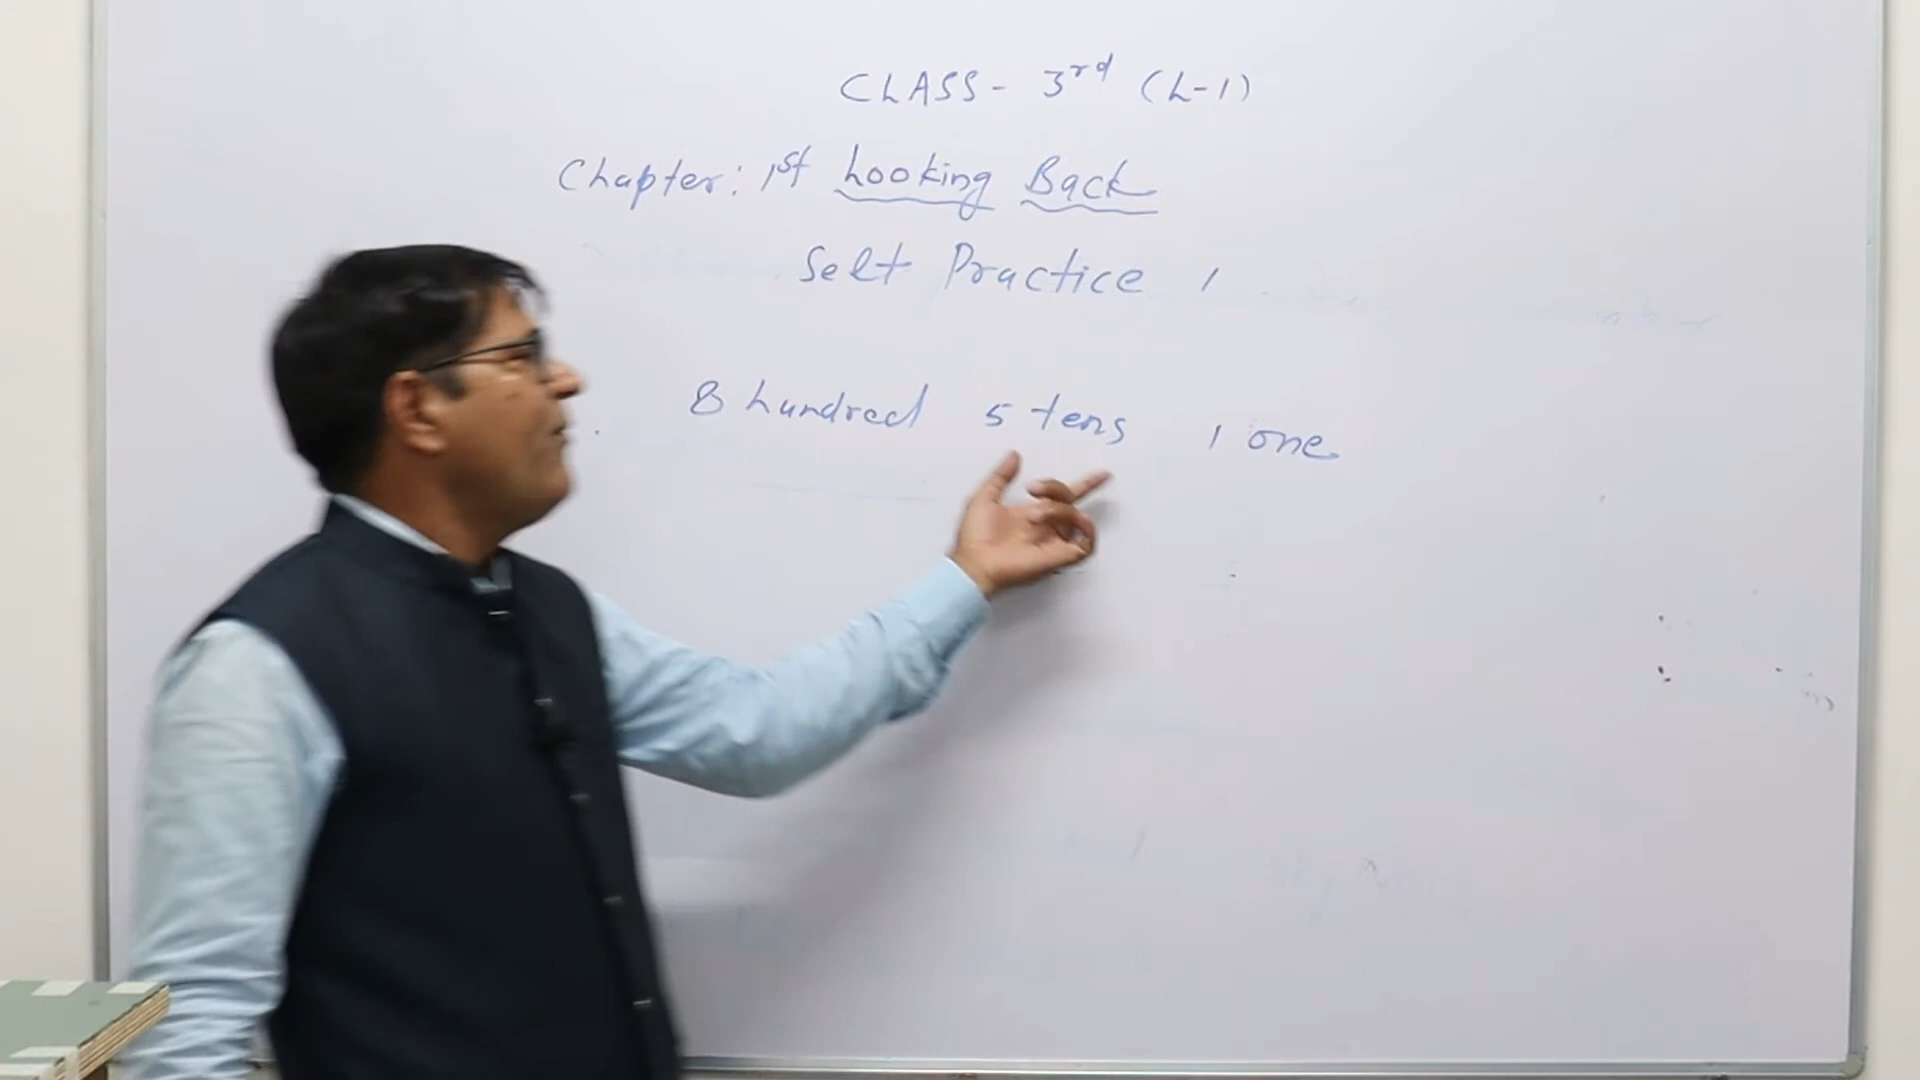 CLASS - 3rd (L-1)
Chapter: 1st Looking Back
Self Practice 1
8 hundred 5 tens 1 one